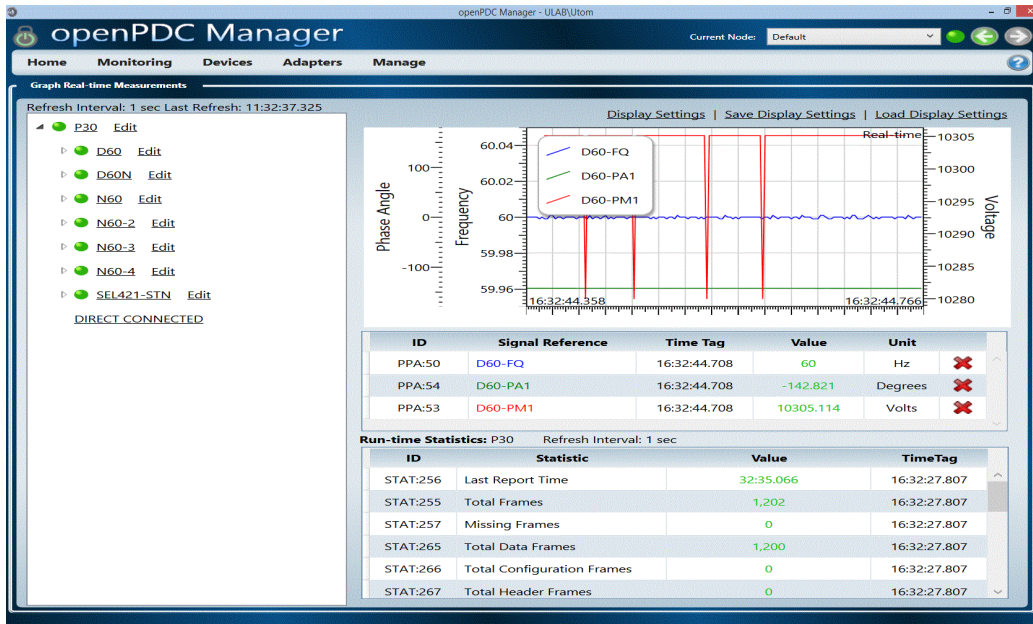 openPDC Manager - ULAB\Utom
openPDC Manager
Current Node: Default
Home Monitoring Devices Adapters Manage
Graph Real-time Measurements
Refresh Interval: 1 sec Last Refresh: 11:32:37.325
Display Settings | Save Display Settings | Load Display Settings
P30 Edit
D60 Edit
D60N Edit
N60 Edit
N60-2 Edit
N60-3 Edit
N60-4 Edit
SEL421-STN Edit
DIRECT CONNECTED
Phase Angle
100
0
-100
Frequency
60.04
60.02
60
59.98
59.96
D60-FQ
D60-PA1
D60-PM1
Real-time
16:32:44.358
16:32:44.766
10305
10300
10295
10290
10285
10280
Voltage
ID Signal Reference Time Tag Value Unit
PPA:50 D60-FQ 16:32:44.708 60 Hz
PPA:54 D60-PA1 16:32:44.708 -142.821 Degrees
PPA:53 D60-PM1 16:32:44.708 10305.114 Volts
Run-time Statistics: P30 Refresh Interval: 1 sec
ID Statistic Value TimeTag
STAT:256 Last Report Time 32:35.066 16:32:27.807
STAT:255 Total Frames 1,202 16:32:27.807
STAT:257 Missing Frames 0 16:32:27.807
STAT:265 Total Data Frames 1,200 16:32:27.807
STAT:266 Total Configuration Frames 0 16:32:27.807
STAT:267 Total Header Frames 0 16:32:27.807